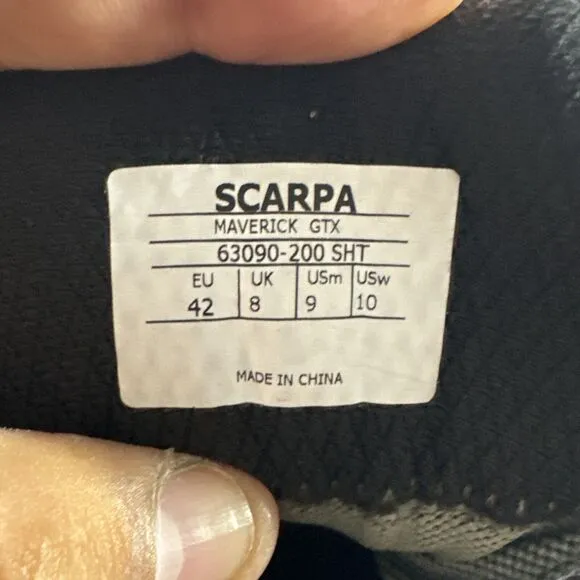 SCARPA
MAVERICK GTX
63090-200 SHT
EU UK USm USw
42 8 9 10
MADE IN CHINA